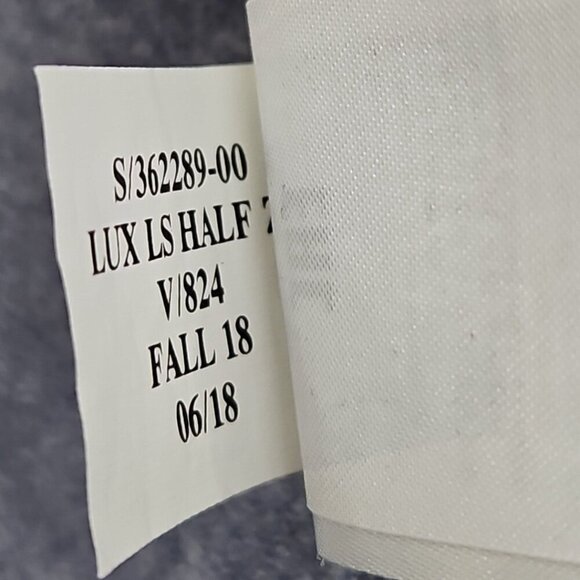 S/362289-00
LUX LS HALF
V/824
FALL 18
06/18